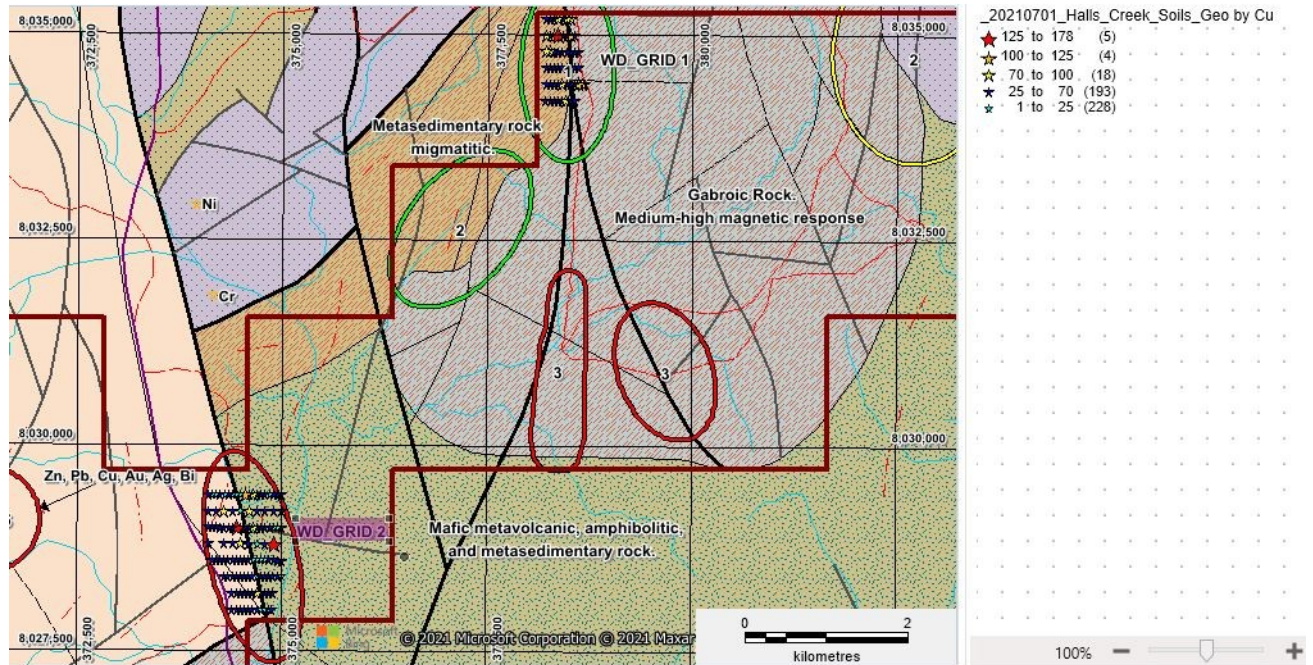 8,035,000
372,500
375,000
377,500
380,000
8,035,000
WD_GRID 1
1
2
Metasedimentary rock
migmatitic.
Ni
Gabroic Rock.
Medium-high magnetic response
8,032,500
2
8,032,500
Cr
3
3
8,030,000
8,030,000
Zn, Pb, Cu, Au, Ag, Bi
WD_GRID 2
Mafic metavolcanic, amphibolitic,
and metasedimentary rock.
8,027,500
372,500
375,000
377,500
Microsoft
© 2021 Microsoft Corporation © 2021 Maxar
0 2
kilometres
_20210701_Halls_Creek_Soils_Geo by Cu
125 to 178 (5)
100 to 125 (4)
70 to 100 (18)
25 to 70 (193)
1 to 25 (228)
100%